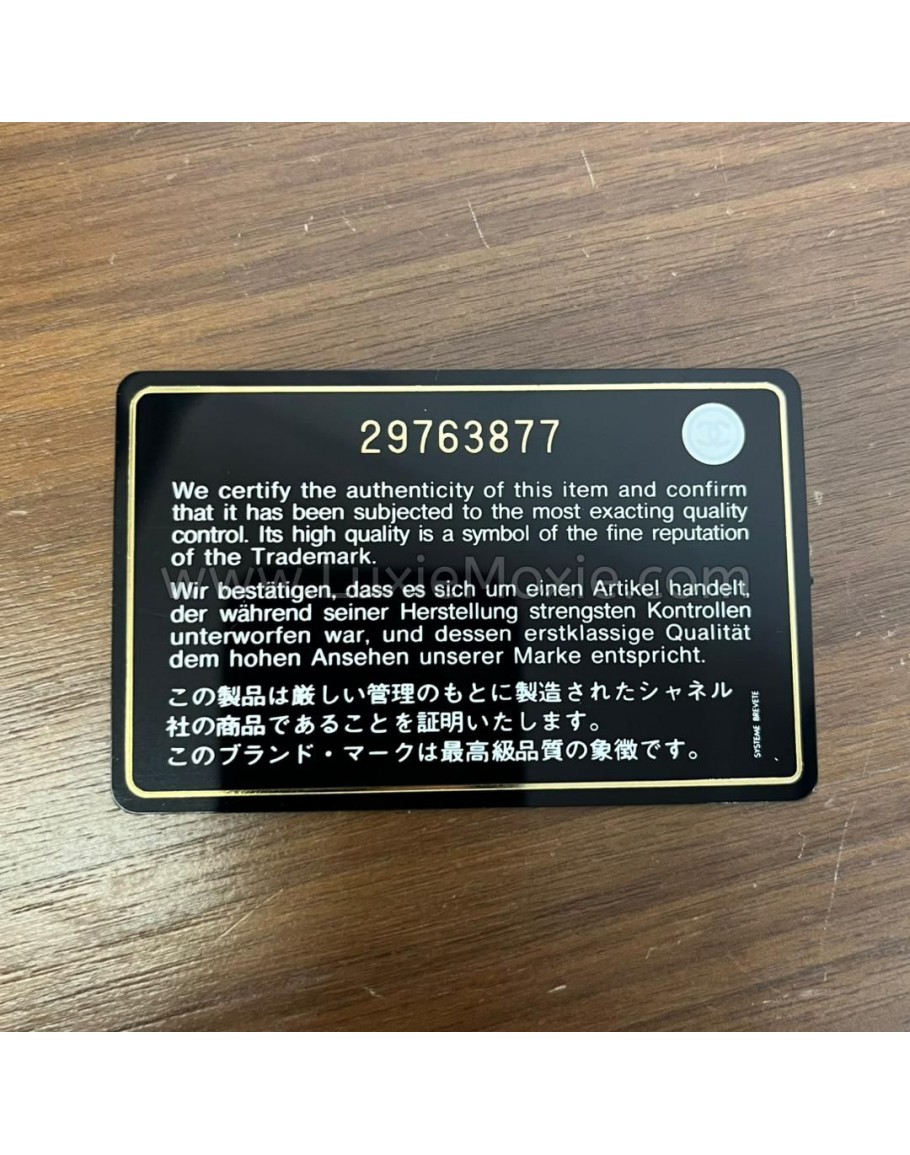 29763877
We certify the authenticity of this item and confirm
that it has been subjected to the most exacting quality
control. Its high quality is a symbol of the fine reputation
of the Trademark.
www.LuxieMoxie.com
Wir bestätigen, dass es sich um einen Artikel handelt,
der während seiner Herstellung strengsten Kontrollen
unterworfen war, und dessen erstklassige Qualität
dem hohen Ansehen unserer Marke entspricht.
この製品は厳しい管理のもとに製造されたシャネル
社の商品であることを証明いたします。
このブランド・マークは最高級品質の象徴です。
SYSTEME BREVETE